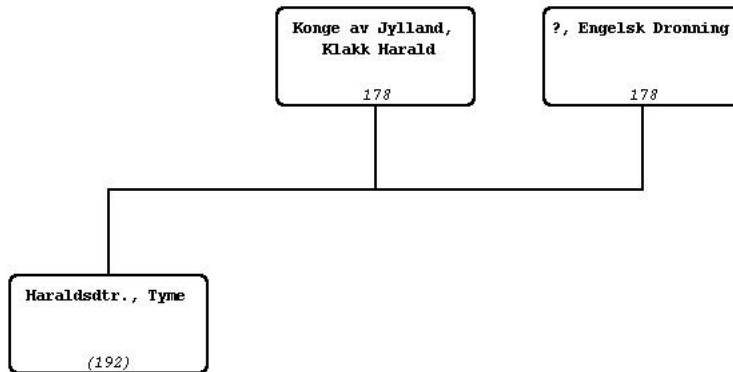 Konge av Jylland,
Klakk Harald
178
?, Engelsk Dronning
178
Haraldsdtr., Tyme
(192)